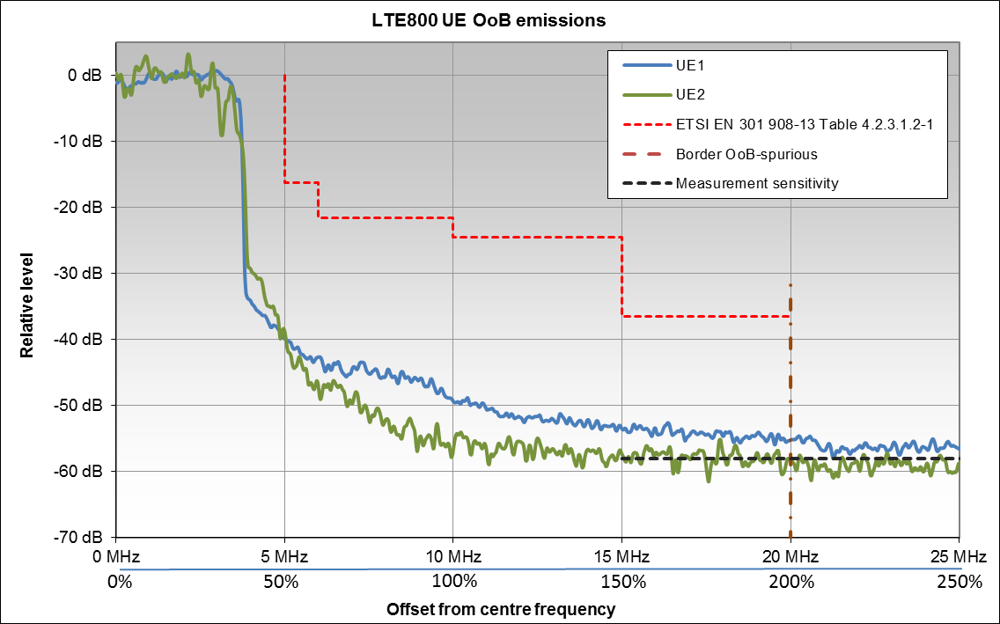 LTE800 UE OoB emissions
UE1
UE2
ETSI EN 301 908-13 Table 4.2.3.1.2-1
Border OoB-spurious
Measurement sensitivity
Relative level
0 dB
-10 dB
-20 dB
-30 dB
-40 dB
-50 dB
-60 dB
-70 dB
0 MHz 5 MHz 10 MHz 15 MHz 20 MHz 25 MHz
0% 50% 100% 150% 200% 250%
Offset from centre frequency